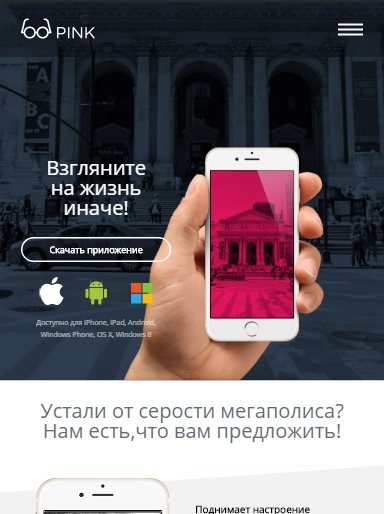 PINK
Взгляните
на жизнь
иначе!
Скачать приложение
Доступно для iPhone, iPad, Android,
Windows Phone, OS X, Windows 8
Устали от серости мегаполиса?
Нам есть,что вам предложить!
Поднимает настроение